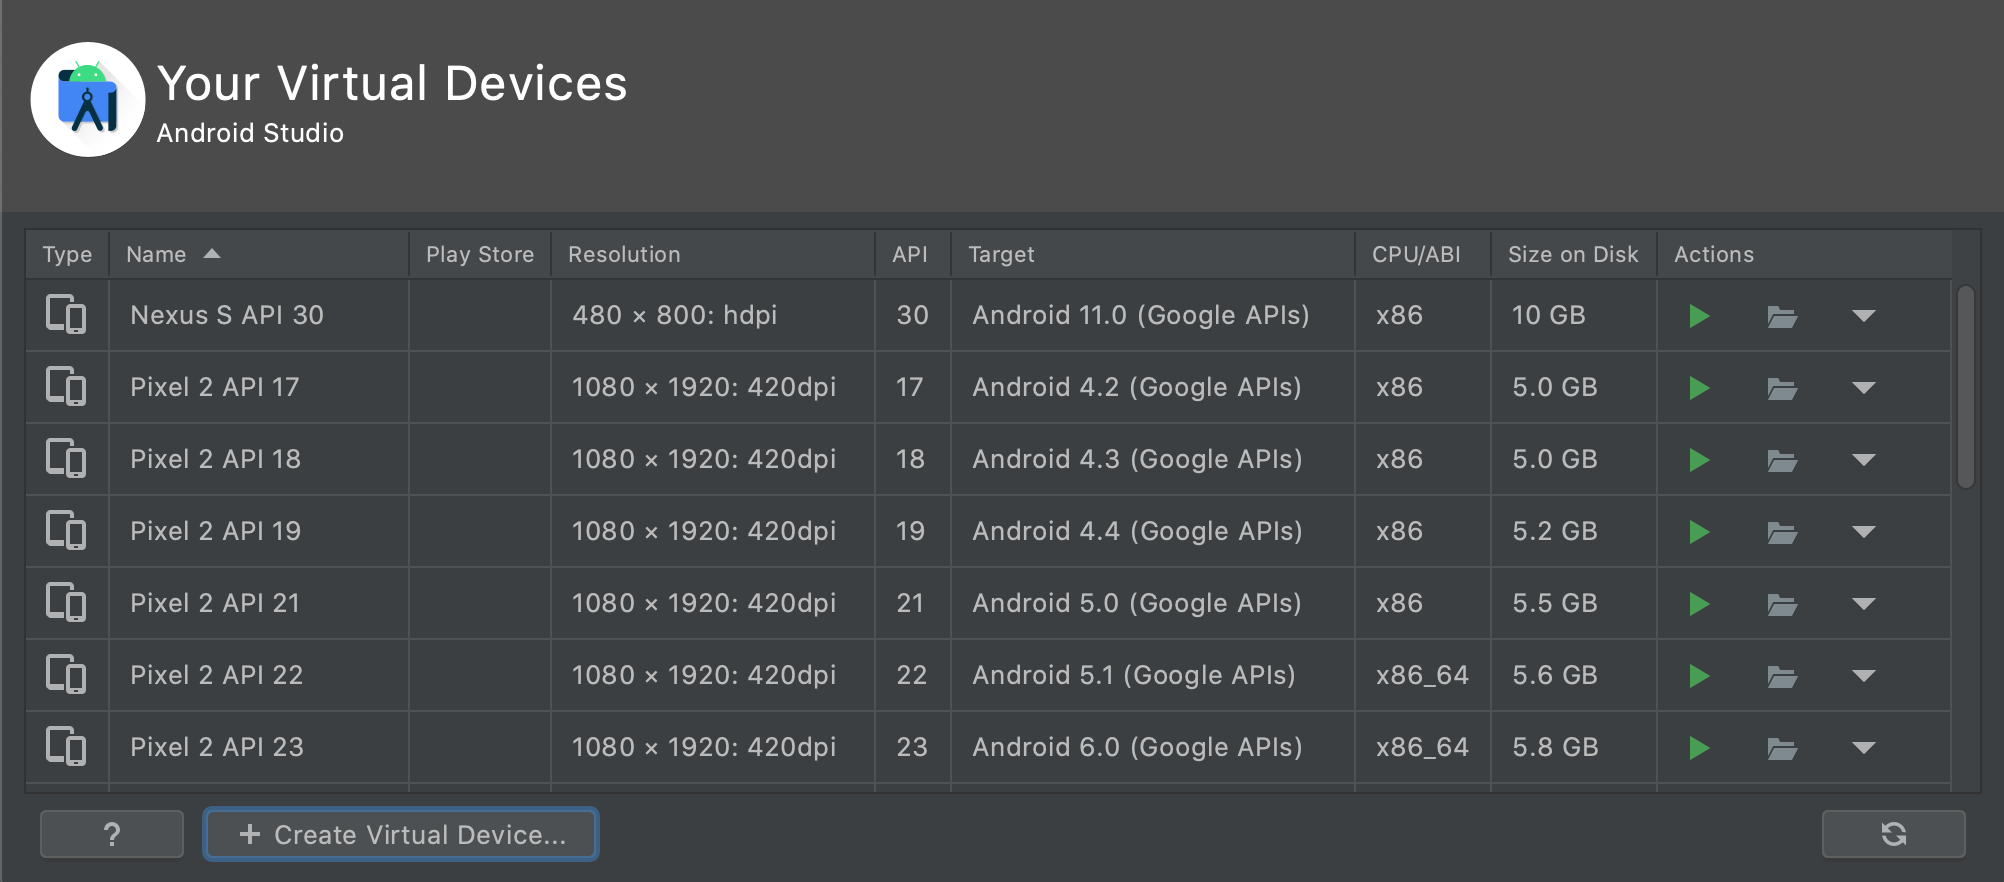 Your Virtual Devices
Android Studio
Type Name Play Store Resolution API Target CPU/ABI Size on Disk Actions
Nexus S API 30 480 × 800: hdpi 30 Android 11.0 (Google APIs) x86 10 GB
Pixel 2 API 17 1080 × 1920: 420dpi 17 Android 4.2 (Google APIs) x86 5.0 GB
Pixel 2 API 18 1080 × 1920: 420dpi 18 Android 4.3 (Google APIs) x86 5.0 GB
Pixel 2 API 19 1080 × 1920: 420dpi 19 Android 4.4 (Google APIs) x86 5.2 GB
Pixel 2 API 21 1080 × 1920: 420dpi 21 Android 5.0 (Google APIs) x86 5.5 GB
Pixel 2 API 22 1080 × 1920: 420dpi 22 Android 5.1 (Google APIs) x86_64 5.6 GB
Pixel 2 API 23 1080 × 1920: 420dpi 23 Android 6.0 (Google APIs) x86_64 5.8 GB
? + Create Virtual Device...